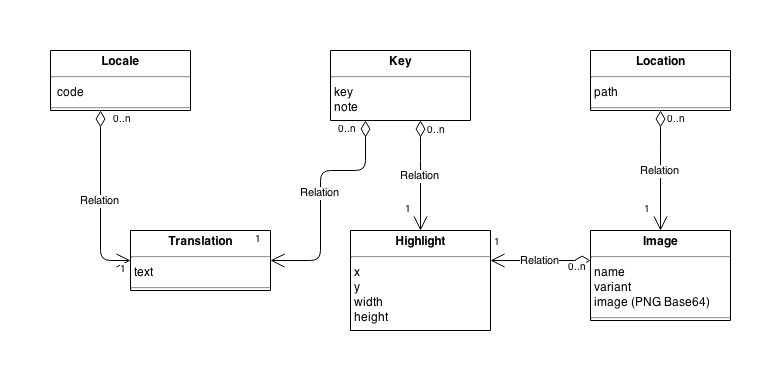 Locale
code
0..n
Relation
1
Key
key
note
0..n
0..n
Relation
Relation
1
Location
path
0..n
Relation
1
Translation
1
text
Highlight
1
x
y
width
height
Relation
0..n
Image
name
variant
image (PNG Base64)